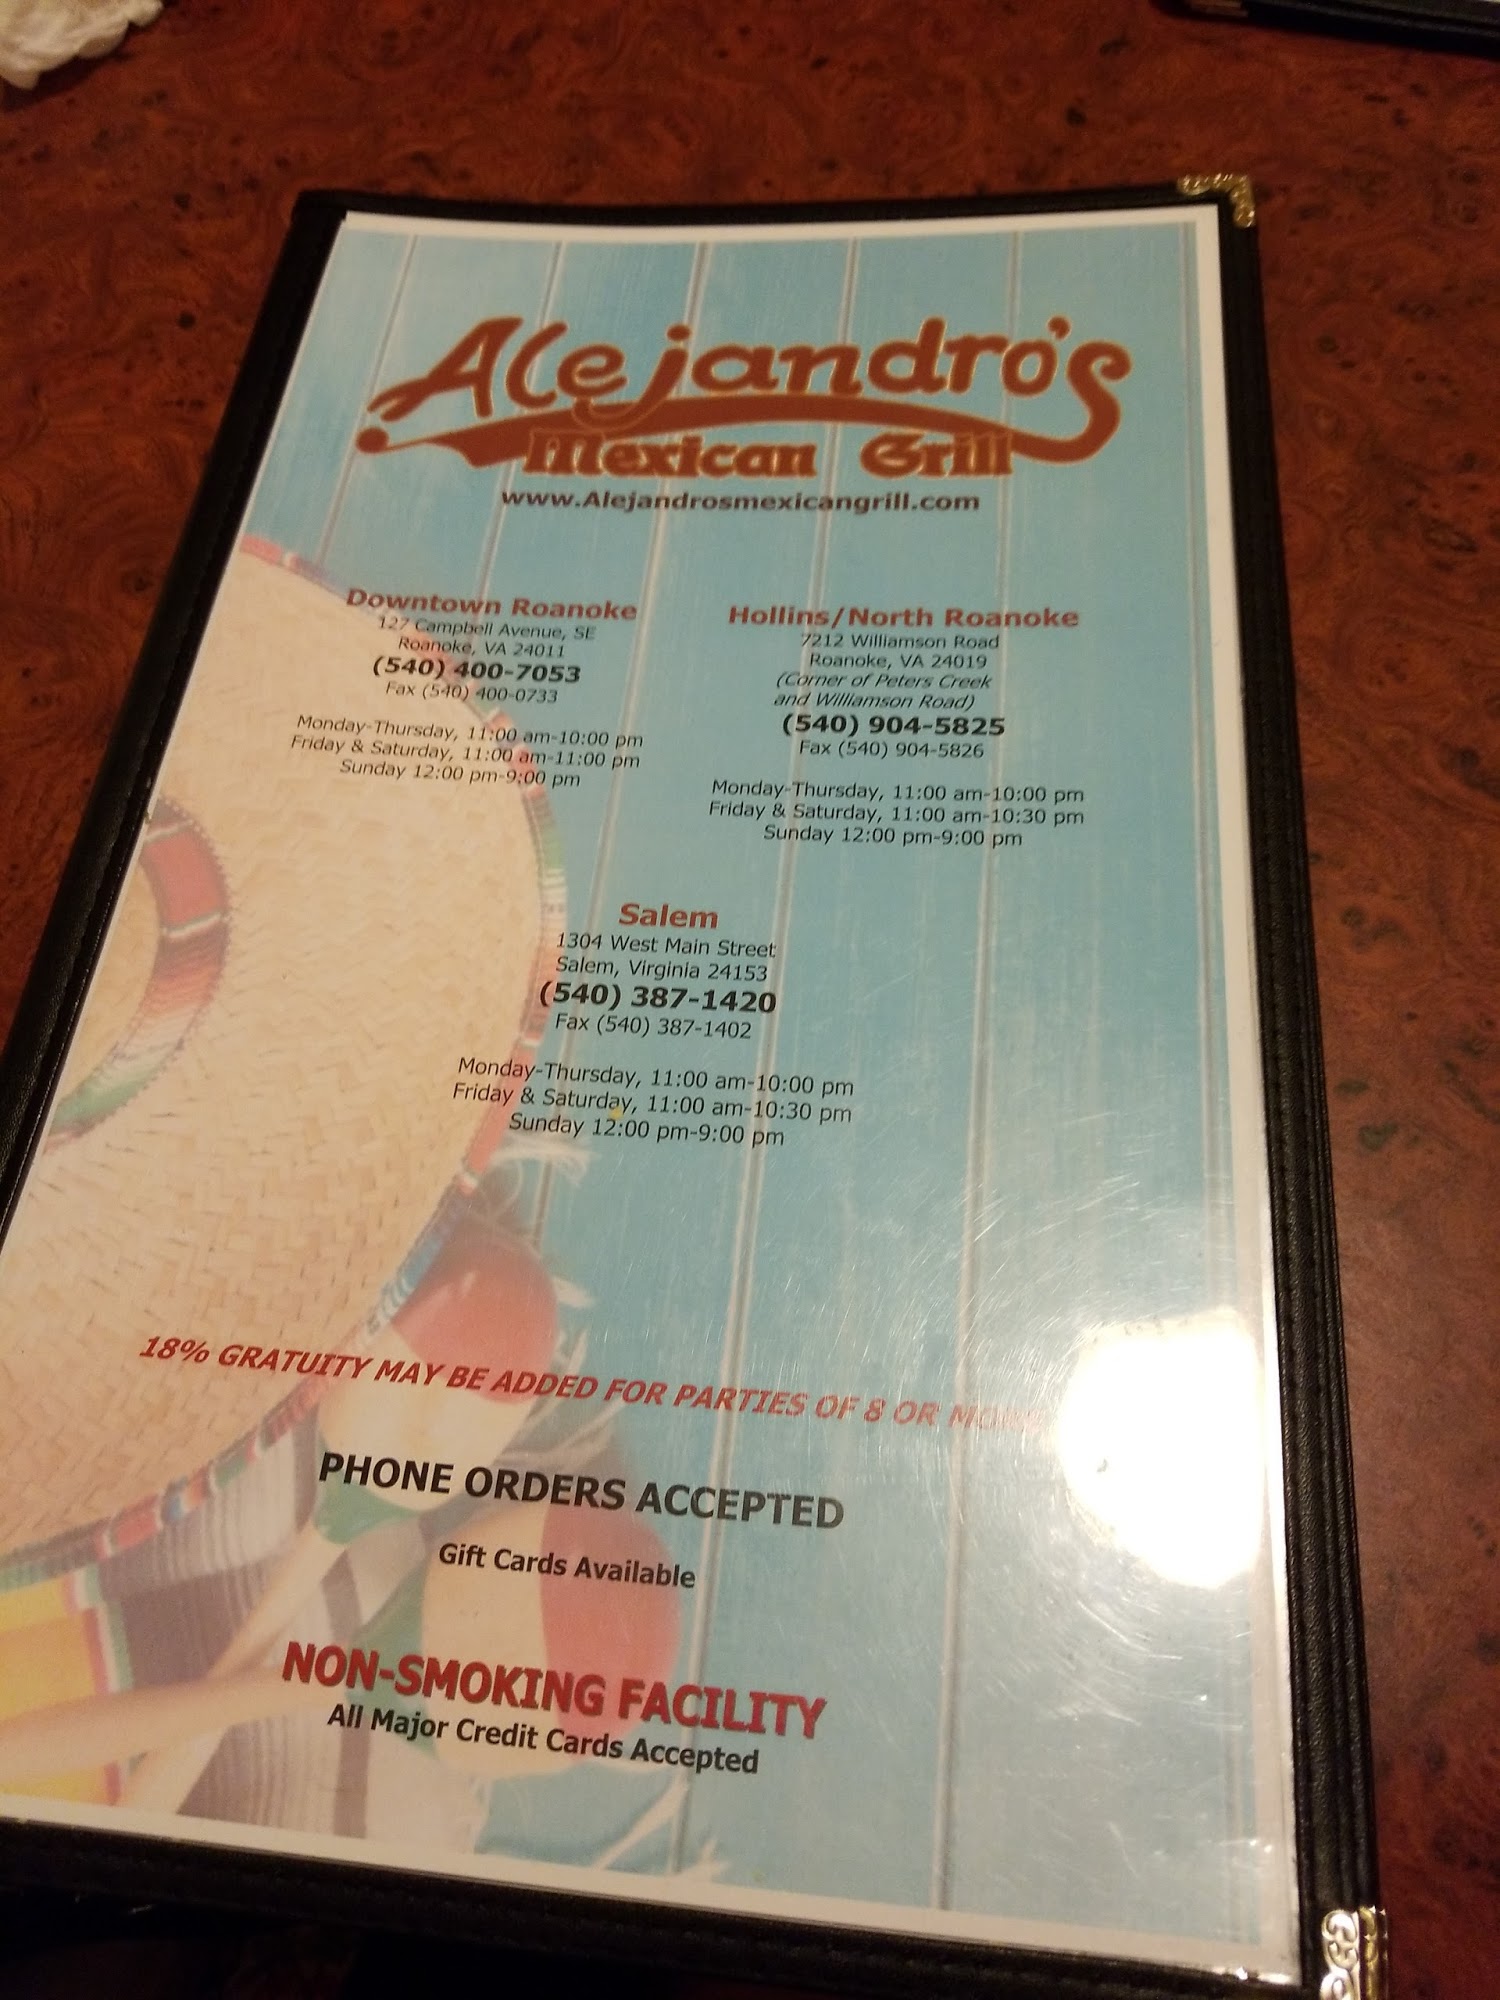 Alejandro's
Mexican Grill
www.Alejandrosmexicangrill.com
Downtown Roanoke
127 Campbell Avenue, SE
Roanoke, VA 24011
(540) 400-7053
Fax (540) 400-0733
Monday-Thursday, 11:00 am-10:00 pm
Friday & Saturday, 11:00 am-11:00 pm
Sunday 12:00 pm-9:00 pm
Hollins/North Roanoke
7212 Williamson Road
Roanoke, VA 24019
(Corner of Peters Creek
and Williamson Road)
(540) 904-5825
Fax (540) 904-5826
Monday-Thursday, 11:00 am-10:00 pm
Friday & Saturday, 11:00 am-10:30 pm
Sunday 12:00 pm-9:00 pm
Salem
1304 West Main Street
Salem, Virginia 24153
(540) 387-1420
Fax (540) 387-1402
Monday-Thursday, 11:00 am-10:00 pm
Friday & Saturday, 11:00 am-10:30 pm
Sunday 12:00 pm-9:00 pm
18% GRATUITY MAY BE ADDED FOR PARTIES OF 8 OR MORE
PHONE ORDERS ACCEPTED
Gift Cards Available
NON-SMOKING FACILITY
All Major Credit Cards Accepted